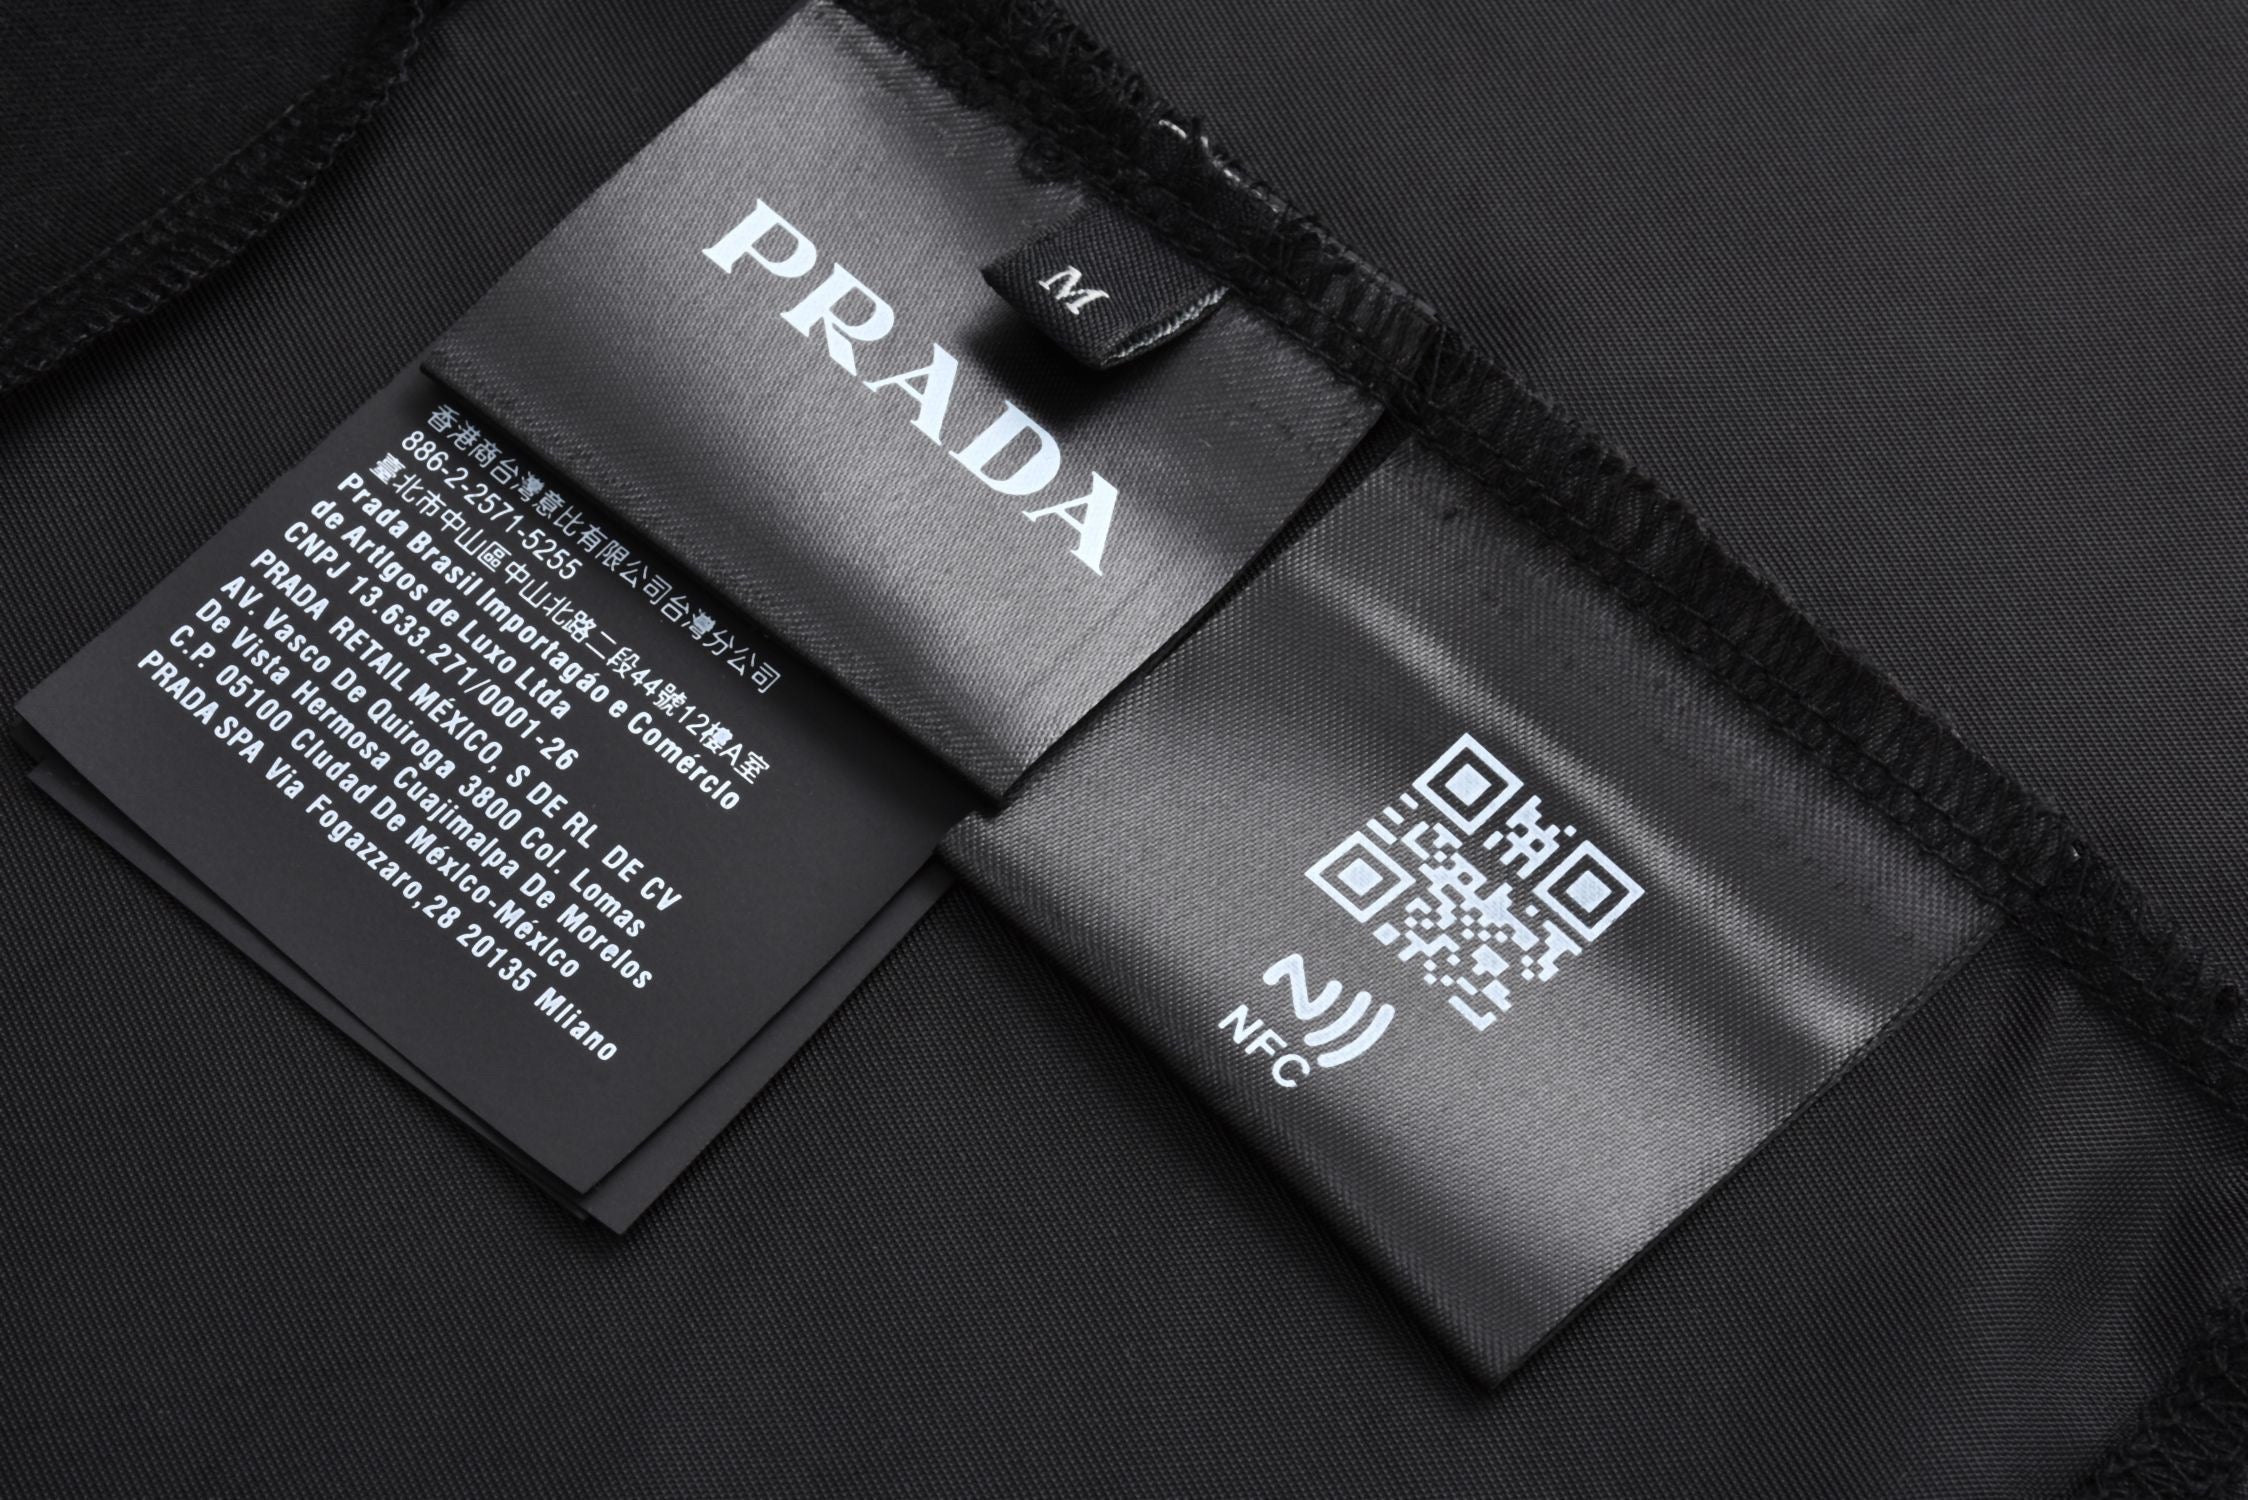 PRADA
M
香港商台灣意比有限公司台灣分公司
886-2-2571-5255
臺北市中山區中山北路二段44號12樓A室
Prada Brasil Importagáo e Comérclo
de Artlgos de Luxo Ltda
CNPJ 13.633.271/0001-26
PRADA RETAIL MÉXICO, S DE RL DE CV
AV. Vasco De Quiroga 3800 Col. Lomas
De Vista Hermosa Cuajimalpa De Morelos
C.P. 05100 Cludad De México-Méxlco
PRADA SPA Via Fogazzaro,28 20135 Mllano
NFC